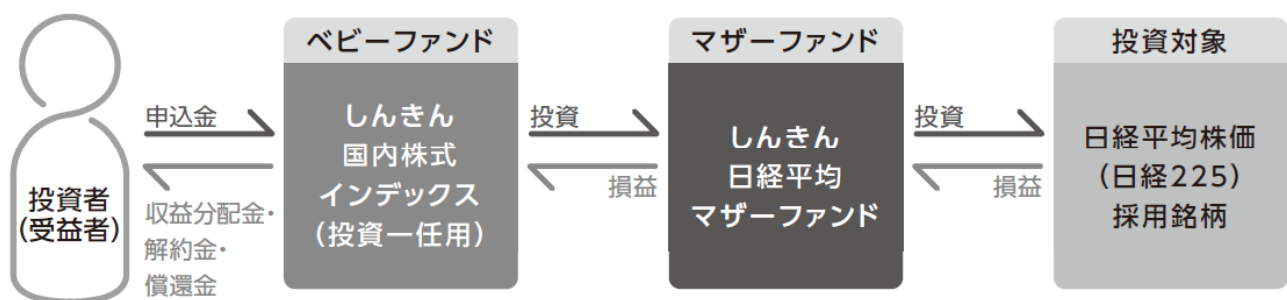 投資者
(受益者)
申込金
収益分配金・
解約金・
償還金
ベビーファンド
しんきん
国内株式
インデックス
(投資一任用)
投資
損益
マザーファンド
しんきん
日経平均
マザーファンド
投資
損益
投資対象
日経平均株価
(日経225)
採用銘柄